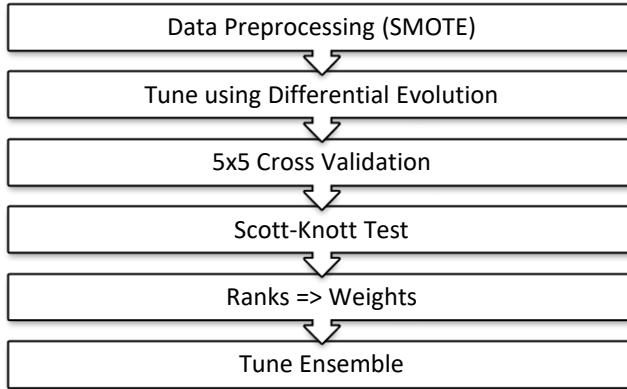 Data Preprocessing (SMOTE)
Tune using Differential Evolution
5x5 Cross Validation
Scott-Knott Test
Ranks => Weights
Tune Ensemble